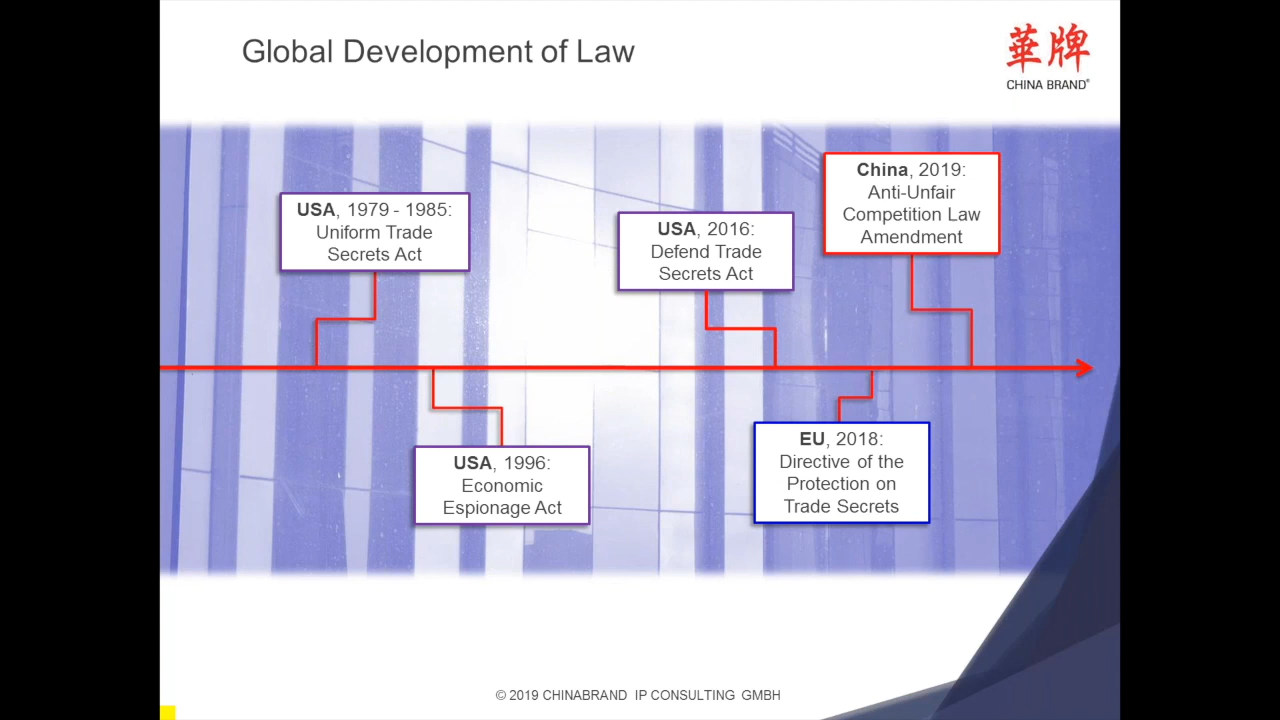 Global Development of Law
華牌
CHINA BRAND®
USA, 1979 - 1985:
Uniform Trade
Secrets Act
USA, 2016:
Defend Trade
Secrets Act
China, 2019:
Anti-Unfair
Competition Law
Amendment
USA, 1996:
Economic
Espionage Act
EU, 2018:
Directive of the
Protection on
Trade Secrets
© 2019 CHINABRAND IP CONSULTING GMBH